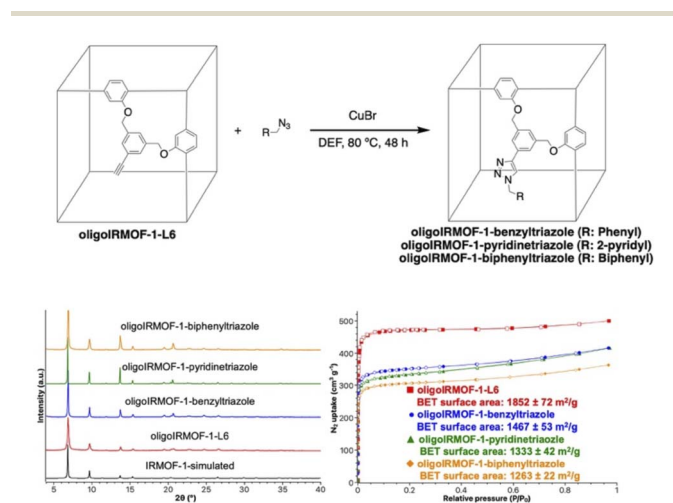 O
O
+
R
N3
CuBr
DEF, 80 °C, 48 h
O
O
N
N
N
R
oligoIRMOF-1-L6
oligoIRMOF-1-benzyltriazole (R: Phenyl)
oligoIRMOF-1-pyridinetriazole (R: 2-pyridyl)
oligoIRMOF-1-biphenyltriazole (R: Biphenyl)
Intensity (a.u.)
oligoIRMOF-1-biphenyltriazole
oligoIRMOF-1-pyridinetriazole
oligoIRMOF-1-benzyltriazole
oligoIRMOF-1-L6
IRMOF-1-simulated
5 10 15 20 25 30 35 40
2θ (°)
N2 uptake (cm3 g-1)
500
400
300
200
100
0
oligoIRMOF-1-L6
BET surface area: 1852 ± 72 m2/g
oligoIRMOF-1-benzyltriazole
BET surface area: 1467 ± 53 m2/g
oligoIRMOF-1-pyridinetriaozle
BET surface area: 1333 ± 42 m2/g
oligoIRMOF-1-biphenyltriazole
BET surface area: 1263 ± 22 m2/g
0 0.2 0.4 0.6 0.8 1
Relative pressure (P/P0)